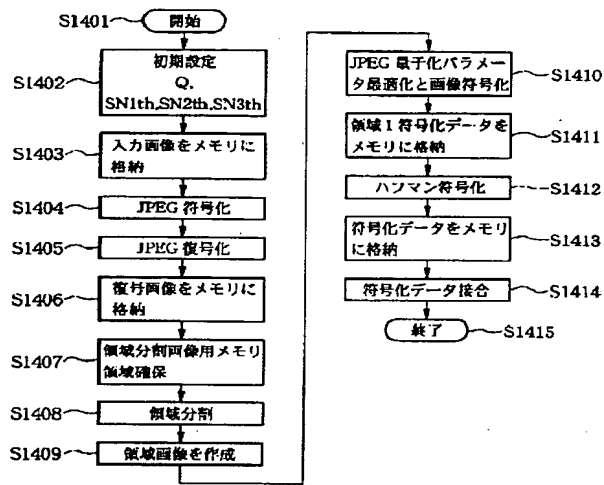 S1401
開始
S1402
初期設定
Q,
SN1th,SN2th,SN3th
S1403
入力画像をメモリに
格納
S1404
JPEG 符号化
S1405
JPEG 復号化
S1406
復号画像をメモリに
格納
S1407
領域分割画像用メモリ
領域確保
S1408
領域分割
S1409
領域画像を作成
JPEG 量子化パラメー
タ最適化と画像符号化
S1410
領域1符号化データを
メモリに格納
S1411
ハフマン符号化
S1412
符号化データをメモリ
に格納
S1413
符号化データ接合
S1414
終了
S1415